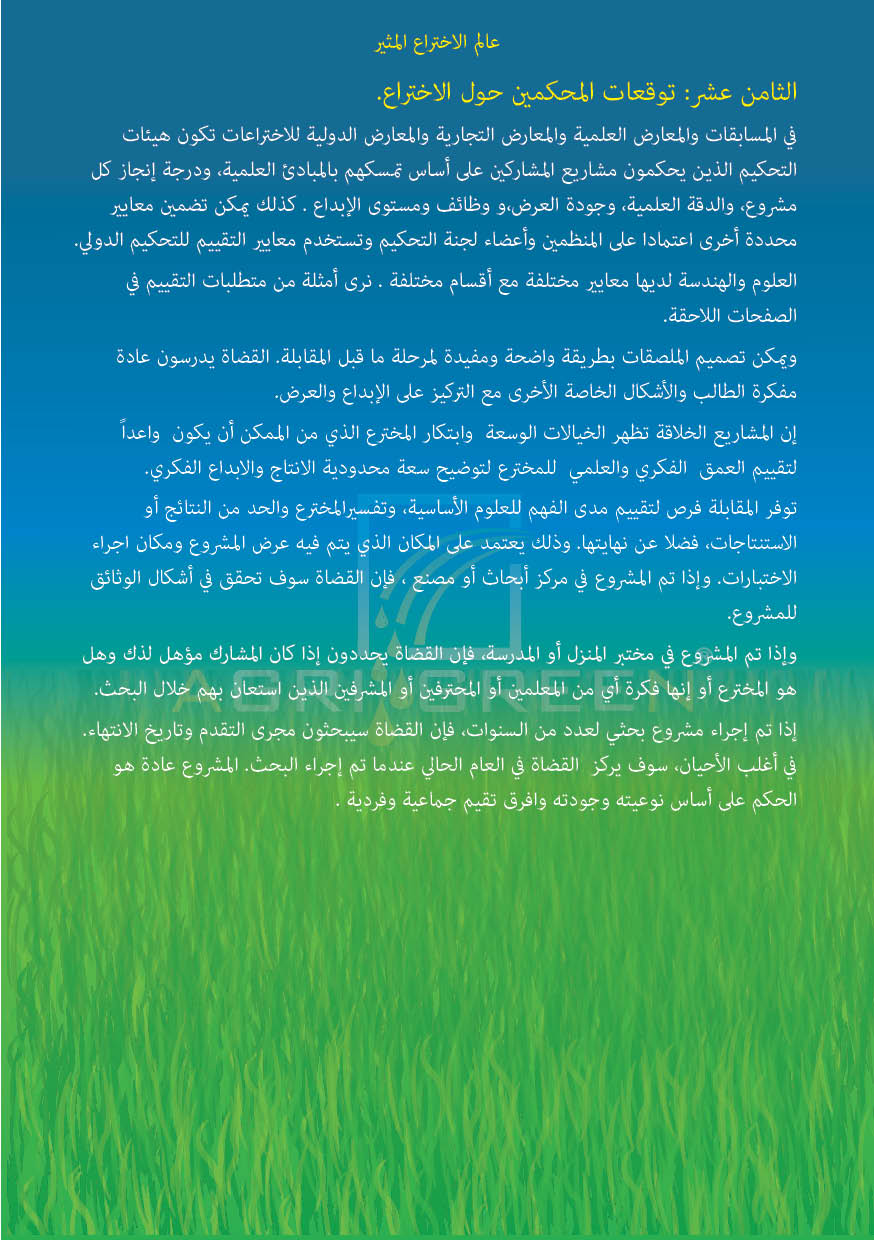 عالم الاختراع المثير
الثامن عشر: توقعات المحكمين حول الاختراع.
في المسابقات والمعارض العلمية والمعارض التجارية والمعارض الدولية للاختراعات تكون هيئات
التحكيم الذين يحكمون مشاريع المشاركين على أساس تمسكهم بالمبادئ العلمية، ودرجة إنجاز كل
مشروع، والدقة العلمية، وجودة العرض،و وظائف ومستوى الإبداع . كذلك يمكن تضمين معايير
محددة أخرى اعتمادا على المنظمين وأعضاء لجنة التحكيم وتستخدم معايير التقييم للتحكيم الدولي.
العلوم والهندسة لديها معايير مختلفة مع أقسام مختلفة . نرى أمثلة من متطلبات التقييم في
الصفحات اللاحقة.
ويمكن تصميم الملصقات بطريقة واضحة ومفيدة لمرحلة ما قبل المقابلة. القضاة يدرسون عادة
مفكرة الطالب والأشكال الخاصة الأخرى مع التركيز على الإبداع والعرض.
إن المشاريع الخلاقة تظهر الخيالات الوسعة وابتكار المخترع الذي من الممكن أن يكون واعداً
لتقييم العمق الفكري والعلمي للمخترع لتوضيح سعة محدودية الانتاج والابداع الفكري.
توفر المقابلة فرص لتقييم مدى الفهم للعلوم الأساسية، وتفسيرالمخترع والحد من النتائج أو
الاستنتاجات، فضلا عن نهايتها. وذلك يعتمد على المكان الذي يتم فيه عرض المشروع ومكان اجراء
الاختبارات. وإذا تم المشروع في مركز أبحاث أو مصنع ، فإن القضاة سوف تحقق في أشكال الوثائق
للمشروع.
وإذا تم المشروع في مختبر المنزل أو المدرسة، فإن القضاة يحددون إذا كان المشارك مؤهل لذك وهل
هو المخترع أو إنها فكرة أي من المعلمين أو المحترفين أو المشرفين الذين استعان بهم خلال البحث.
AGRIGREEN ®
إذا تم إجراء مشروع بحثي لعدد من السنوات، فإن القضاة سيبحثون مجرى التقدم وتاريخ الانتهاء.
في أغلب الأحيان، سوف يركز القضاة في العام الحالي عندما تم إجراء البحث. المشروع عادة هو
الحكم على أساس نوعيته وجودته وافرق تقيم جماعية وفردية .